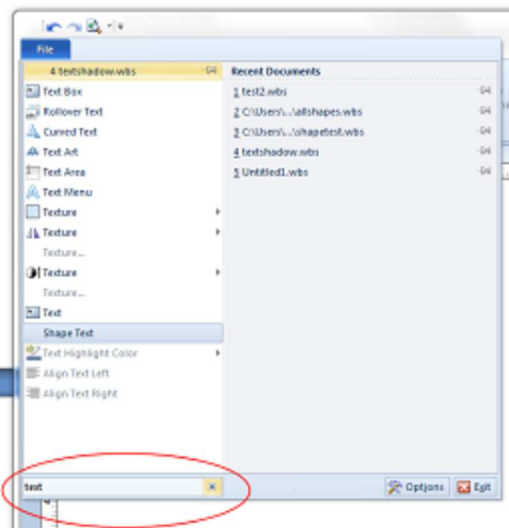 File
4 textshadow.wbs
Text Box
Rollover Text
Curved Text
Text Art
Text Area
Text Menu
Texture
Texture
Texture...
Texture
Texture...
Text
Shape Text
Text Highlight Color
Align Text Left
Align Text Right
text
Recent Documents
1 test2.wbs
2 C:\Users\...\allshapes.wbs
3 C:\Users\...\shapetest.wbs
4 textshadow.wbs
5 Untitled1.wbs
Options
Exit